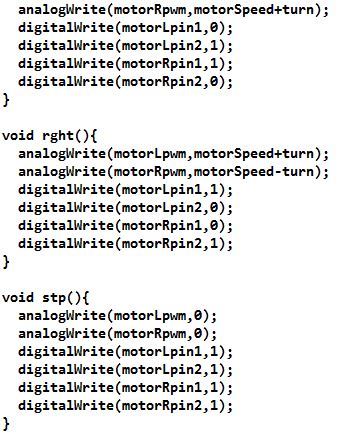 analogWrite(motorRpwm,motorSpeed+turn);
digitalWrite(motorLpin1,0);
digitalWrite(motorLpin2,1);
digitalWrite(motorRpin1,1);
digitalWrite(motorRpin2,0);
}
void rght(){
analogWrite(motorLpwm,motorSpeed+turn);
analogWrite(motorRpwm,motorSpeed-turn);
digitalWrite(motorLpin1,1);
digitalWrite(motorLpin2,0);
digitalWrite(motorRpin1,0);
digitalWrite(motorRpin2,1);
}
void stp(){
analogWrite(motorLpwm,0);
analogWrite(motorRpwm,0);
digitalWrite(motorLpin1,1);
digitalWrite(motorLpin2,1);
digitalWrite(motorRpin1,1);
digitalWrite(motorRpin2,1);
}